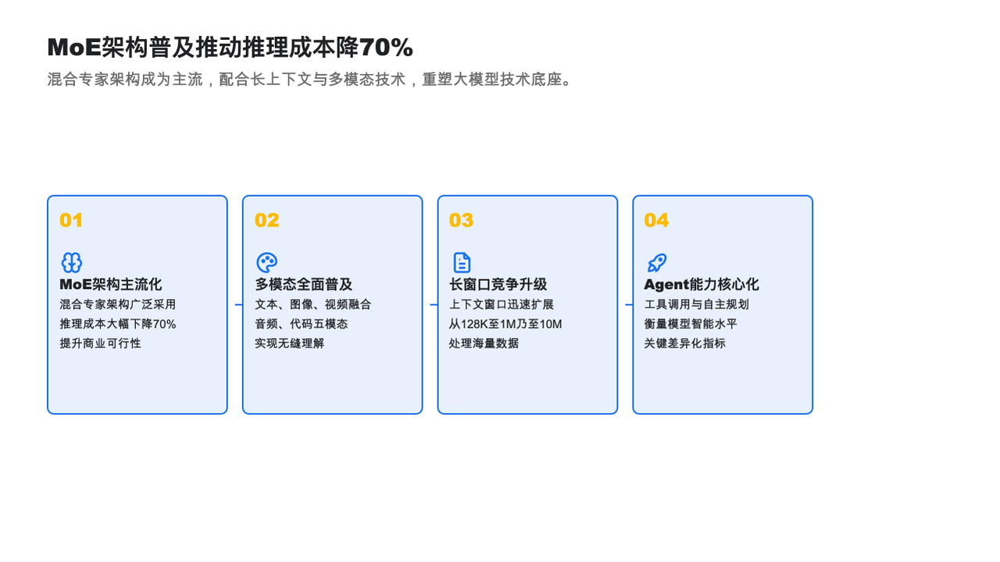 MoE架构普及推动推理成本降70%
混合专家架构成为主流，配合长上下文与多模态技术，重塑大模型技术底座。
01
MoE架构主流化
混合专家架构广泛采用
推理成本大幅下降70%
提升商业可行性
02
多模态全面普及
文本、图像、视频融合
音频、代码五模态
实现无缝理解
03
长窗口竞争升级
上下文窗口迅速扩展
从128K至1M乃至10M
处理海量数据
04
Agent能力核心化
工具调用与自主规划
衡量模型智能水平
关键差异化指标